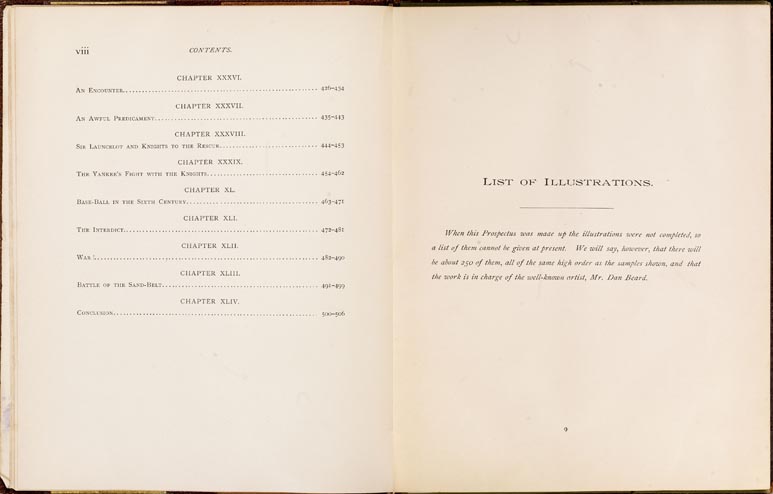 viii CONTENTS.
CHAPTER XXXVI.
AN ENCOUNTER........................................................ 426-434
CHAPTER XXXVII.
AN AWFUL PREDICAMENT........................................................ 435-443
CHAPTER XXXVIII.
SIR LAUNCELOT AND KNIGHTS TO THE RESCUE................................ 444-453
CHAPTER XXXIX.
THE YANKEE'S FIGHT WITH THE KNIGHTS.................................... 454-462
CHAPTER XL.
BASE-BALL IN THE SIXTH CENTURY.......................................... 463-471
CHAPTER XLI.
THE INTERDICT........................................................ 472-481
CHAPTER XLII.
WAR !........................................................ 482-490
CHAPTER XLIII.
BATTLE OF THE SAND-BELT................................................ 491-499
CHAPTER XLIV.
CONCLUSION........................................................ 500-506
LIST OF ILLUSTRATIONS.
When this Prospectus was made up the illustrations were not completed, so
a list of them cannot be given at present. We will say, however, that there will
be about 250 of them, all of the same high order as the samples shown, and that
the work is in charge of the well-known artist, Mr. Dan Beard.
9